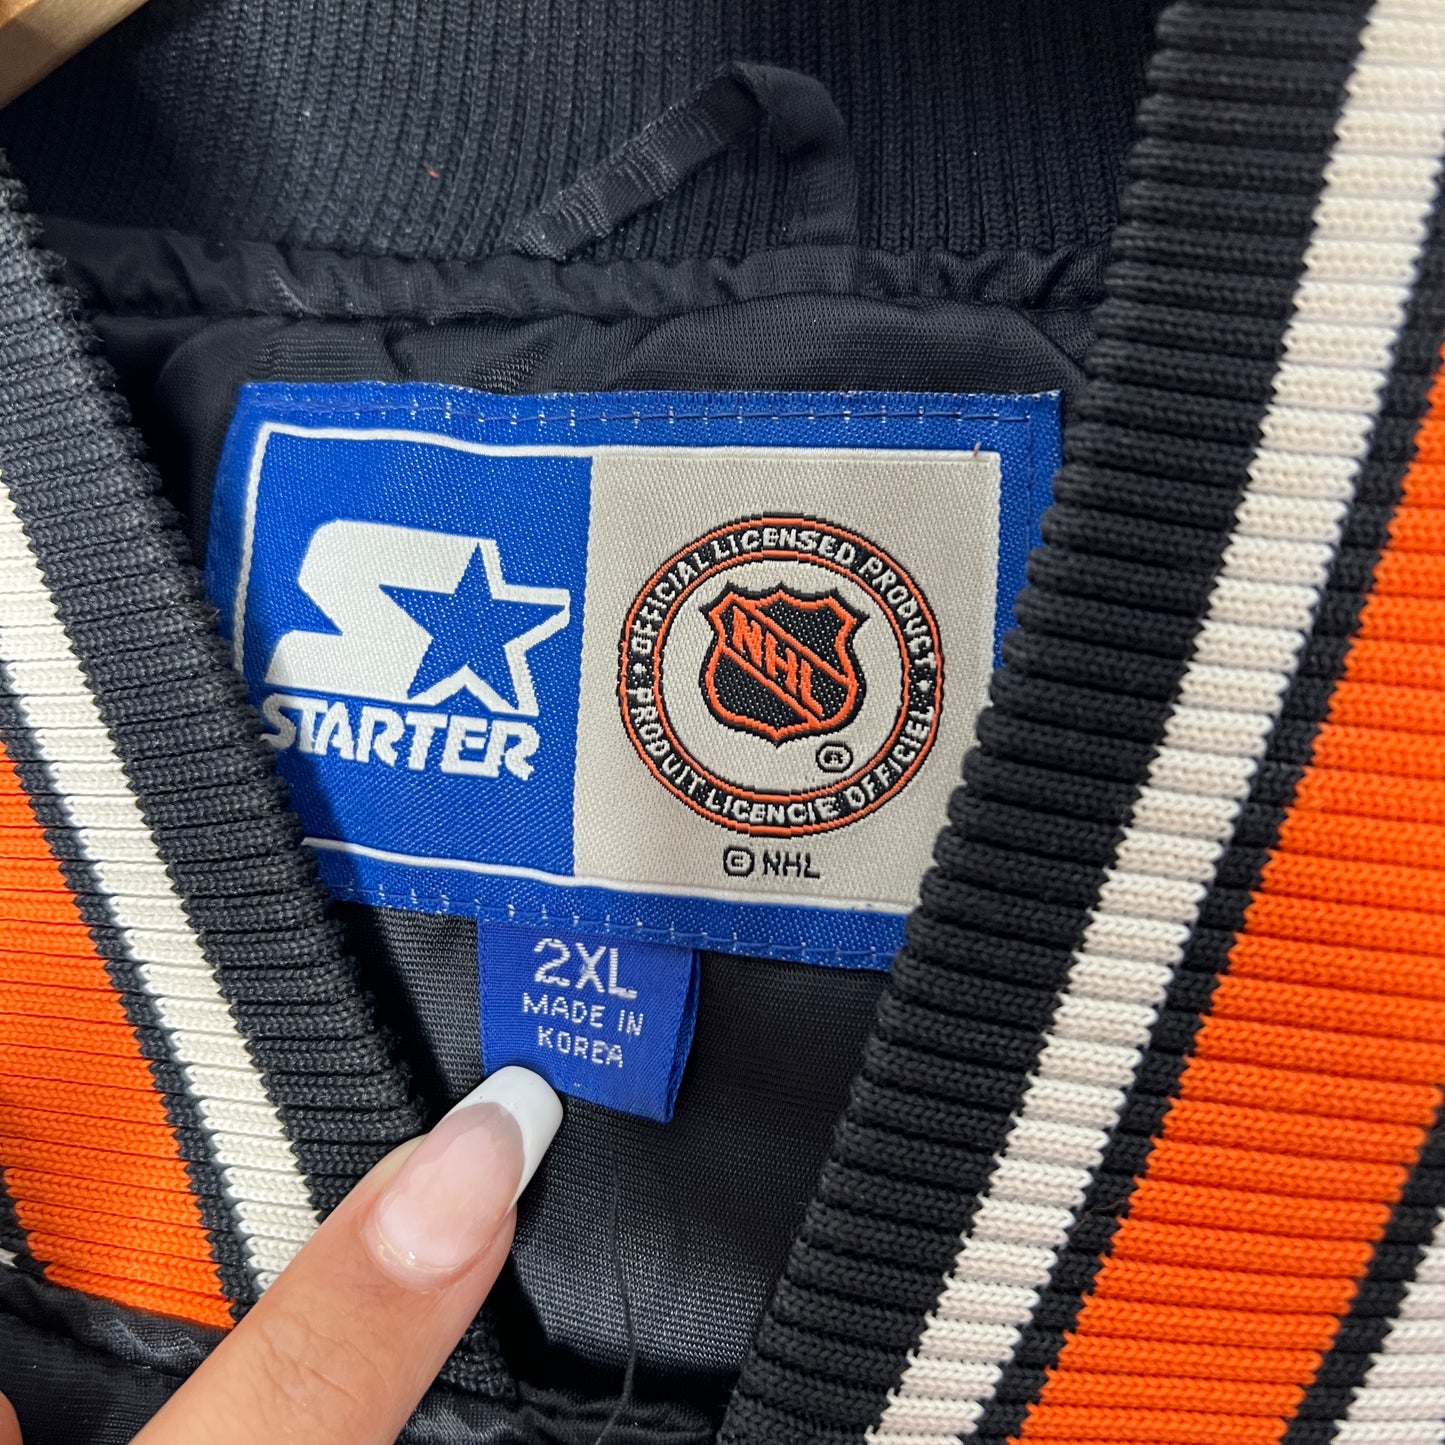 STARTER
OFFICIAL LICENSED PRODUCT
NHL
®
• PRODUIT LICENCIE OFFICIEL •
© NHL
2XL
MADE IN
KOREA